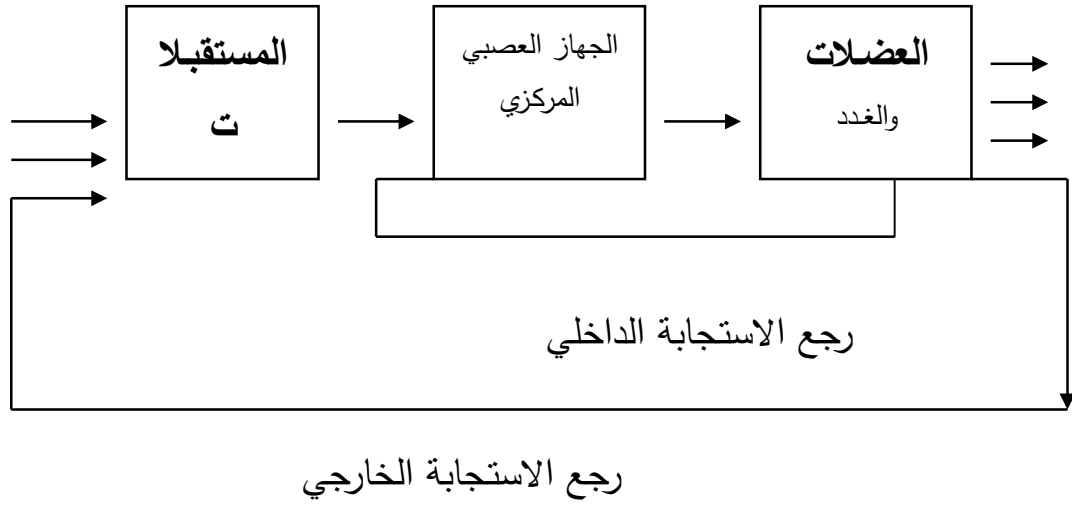 المستقبلا
ت
الجهاز العصبي
المركزي
العضلات
والغدد
رجع الاستجابة الداخلي
رجع الاستجابة الخارجي